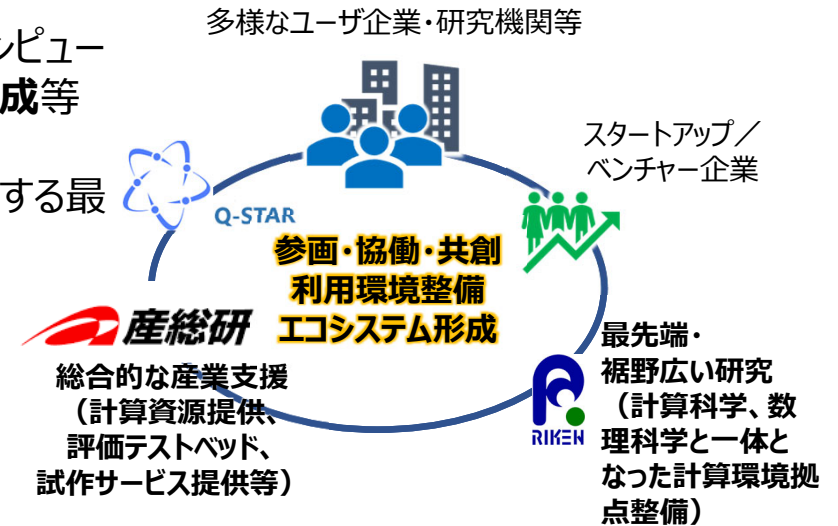 多様なユーザ企業・研究機関等
ンピュー
成等
する最
スタートアップ／
ベンチャー企業
Q-STAR
参画・協働・共創
利用環境整備
エコシステム形成
産総研
総合的な産業支援
（計算資源提供、
評価テストベッド、
試作サービス提供等）
RIKEN
最先端・
裾野広い研究
（計算科学、数
理科学と一体と
なった計算環境拠
点整備）